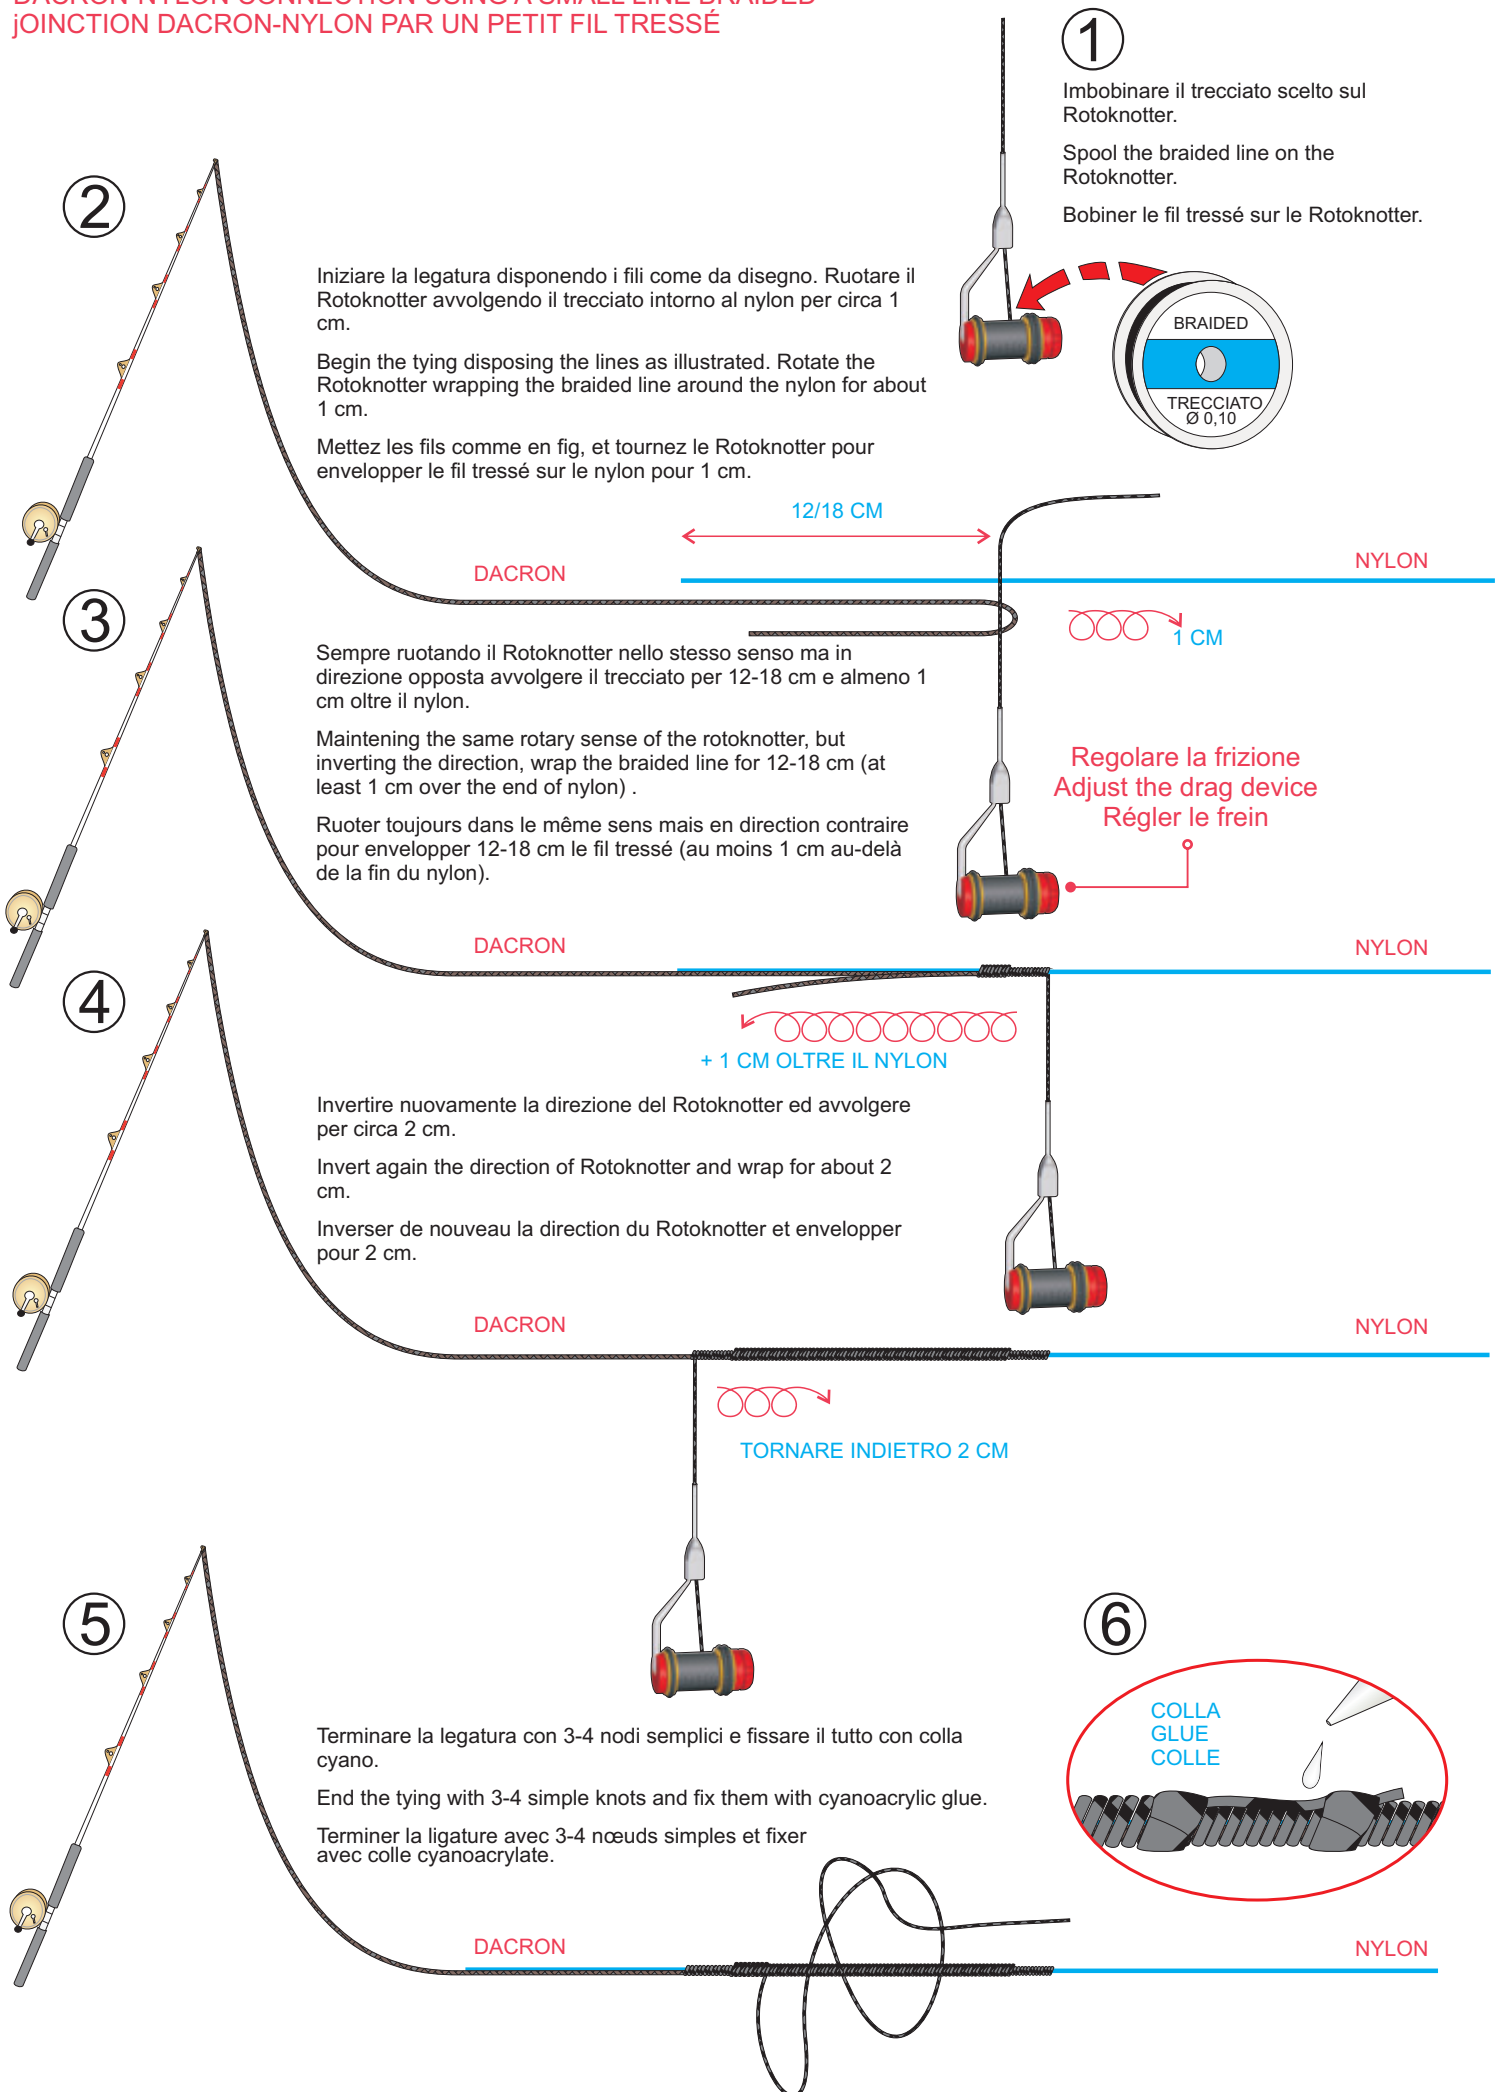 DACRON-NYLON CONNECTION USING A SMALL LINE BRAIDED
jOINCTION DACRON-NYLON PAR UN PETIT FIL TRESSÉ
1
Imbobinare il trecciato scelto sul
Rotoknotter.
Spool the braided line on the
Rotoknotter.
Bobiner le fil tressé sur le Rotoknotter.
BRAIDED
TRECCIATO
Ø 0,10
2
Iniziare la legatura disponendo i fili come da disegno. Ruotare il
Rotoknotter avvolgendo il trecciato intorno al nylon per circa 1
cm.
Begin the tying disposing the lines as illustrated. Rotate the
Rotoknotter wrapping the braided line around the nylon for about
1 cm.
Mettez les fils comme en fig, et tournez le Rotoknotter pour
envelopper le fil tressé sur le nylon pour 1 cm.
12/18 CM
DACRON
NYLON
1 CM
3
Sempre ruotando il Rotoknotter nello stesso senso ma in
direzione opposta avvolgere il trecciato per 12-18 cm e almeno 1
cm oltre il nylon.
Maintening the same rotary sense of the rotoknotter, but
inverting the direction, wrap the braided line for 12-18 cm (at
least 1 cm over the end of nylon) .
Ruoter toujours dans le même sens mais en direction contraire
pour envelopper 12-18 cm le fil tressé (au moins 1 cm au-delà
de la fin du nylon).
Regolare la frizione
Adjust the drag device
Régler le frein
DACRON
NYLON
+ 1 CM OLTRE IL NYLON
4
Invertire nuovamente la direzione del Rotoknotter ed avvolgere
per circa 2 cm.
Invert again the direction of Rotoknotter and wrap for about 2
cm.
Inverser de nouveau la direction du Rotoknotter et envelopper
pour 2 cm.
DACRON
NYLON
TORNARE INDIETRO 2 CM
5
Terminare la legatura con 3-4 nodi semplici e fissare il tutto con colla
cyano.
End the tying with 3-4 simple knots and fix them with cyanoacrylic glue.
Terminer la ligature avec 3-4 nœuds simples et fixer
avec colle cyanoacrylate.
DACRON
NYLON
6
COLLA
GLUE
COLLE